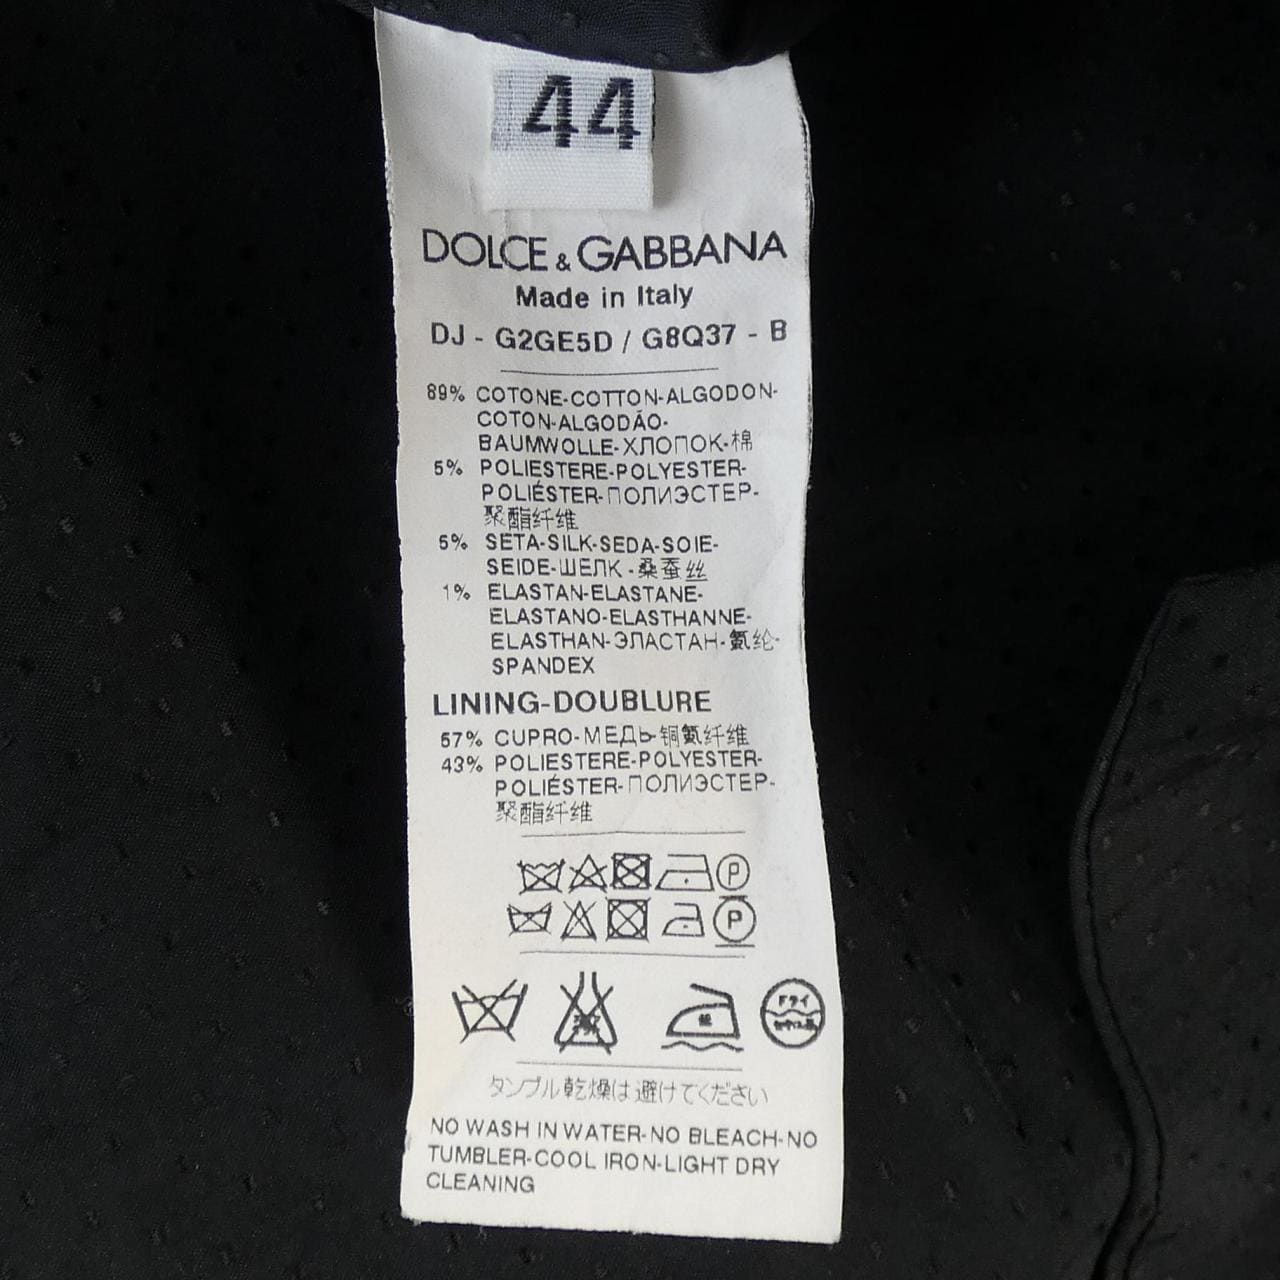 44
DOLCE & GABBANA
Made in Italy
DJ - G2GE5D / G8Q37 - B
89% COTONE-COTTON-ALGODON-
COTON-ALGODÃO-
BAUMWOLLE-ХЛОПОК-棉
5% POLIESTERE-POLYESTER-
POLIÉSTER-ПОЛИЭСТЕР-
聚酯纤维
5% SETA-SILK-SEDA-SOIE-
SEIDE-ШЕЛК-桑蚕丝
1% ELASTAN-ELASTANE-
ELASTANO-ELASTHANNE-
ELASTHAN-ЭЛАСТАН-氨纶-
SPANDEX
LINING-DOUBLURE
57% CUPRO-МЕДЬ-铜氨纤维
43% POLIESTERE-POLYESTER-
POLIÉSTER-ПОЛИЭСТЕР-
聚酯纤维
P
P
ドライ
タンブル乾燥は避けてください
NO WASH IN WATER-NO BLEACH-NO
TUMBLER-COOL IRON-LIGHT DRY
CLEANING